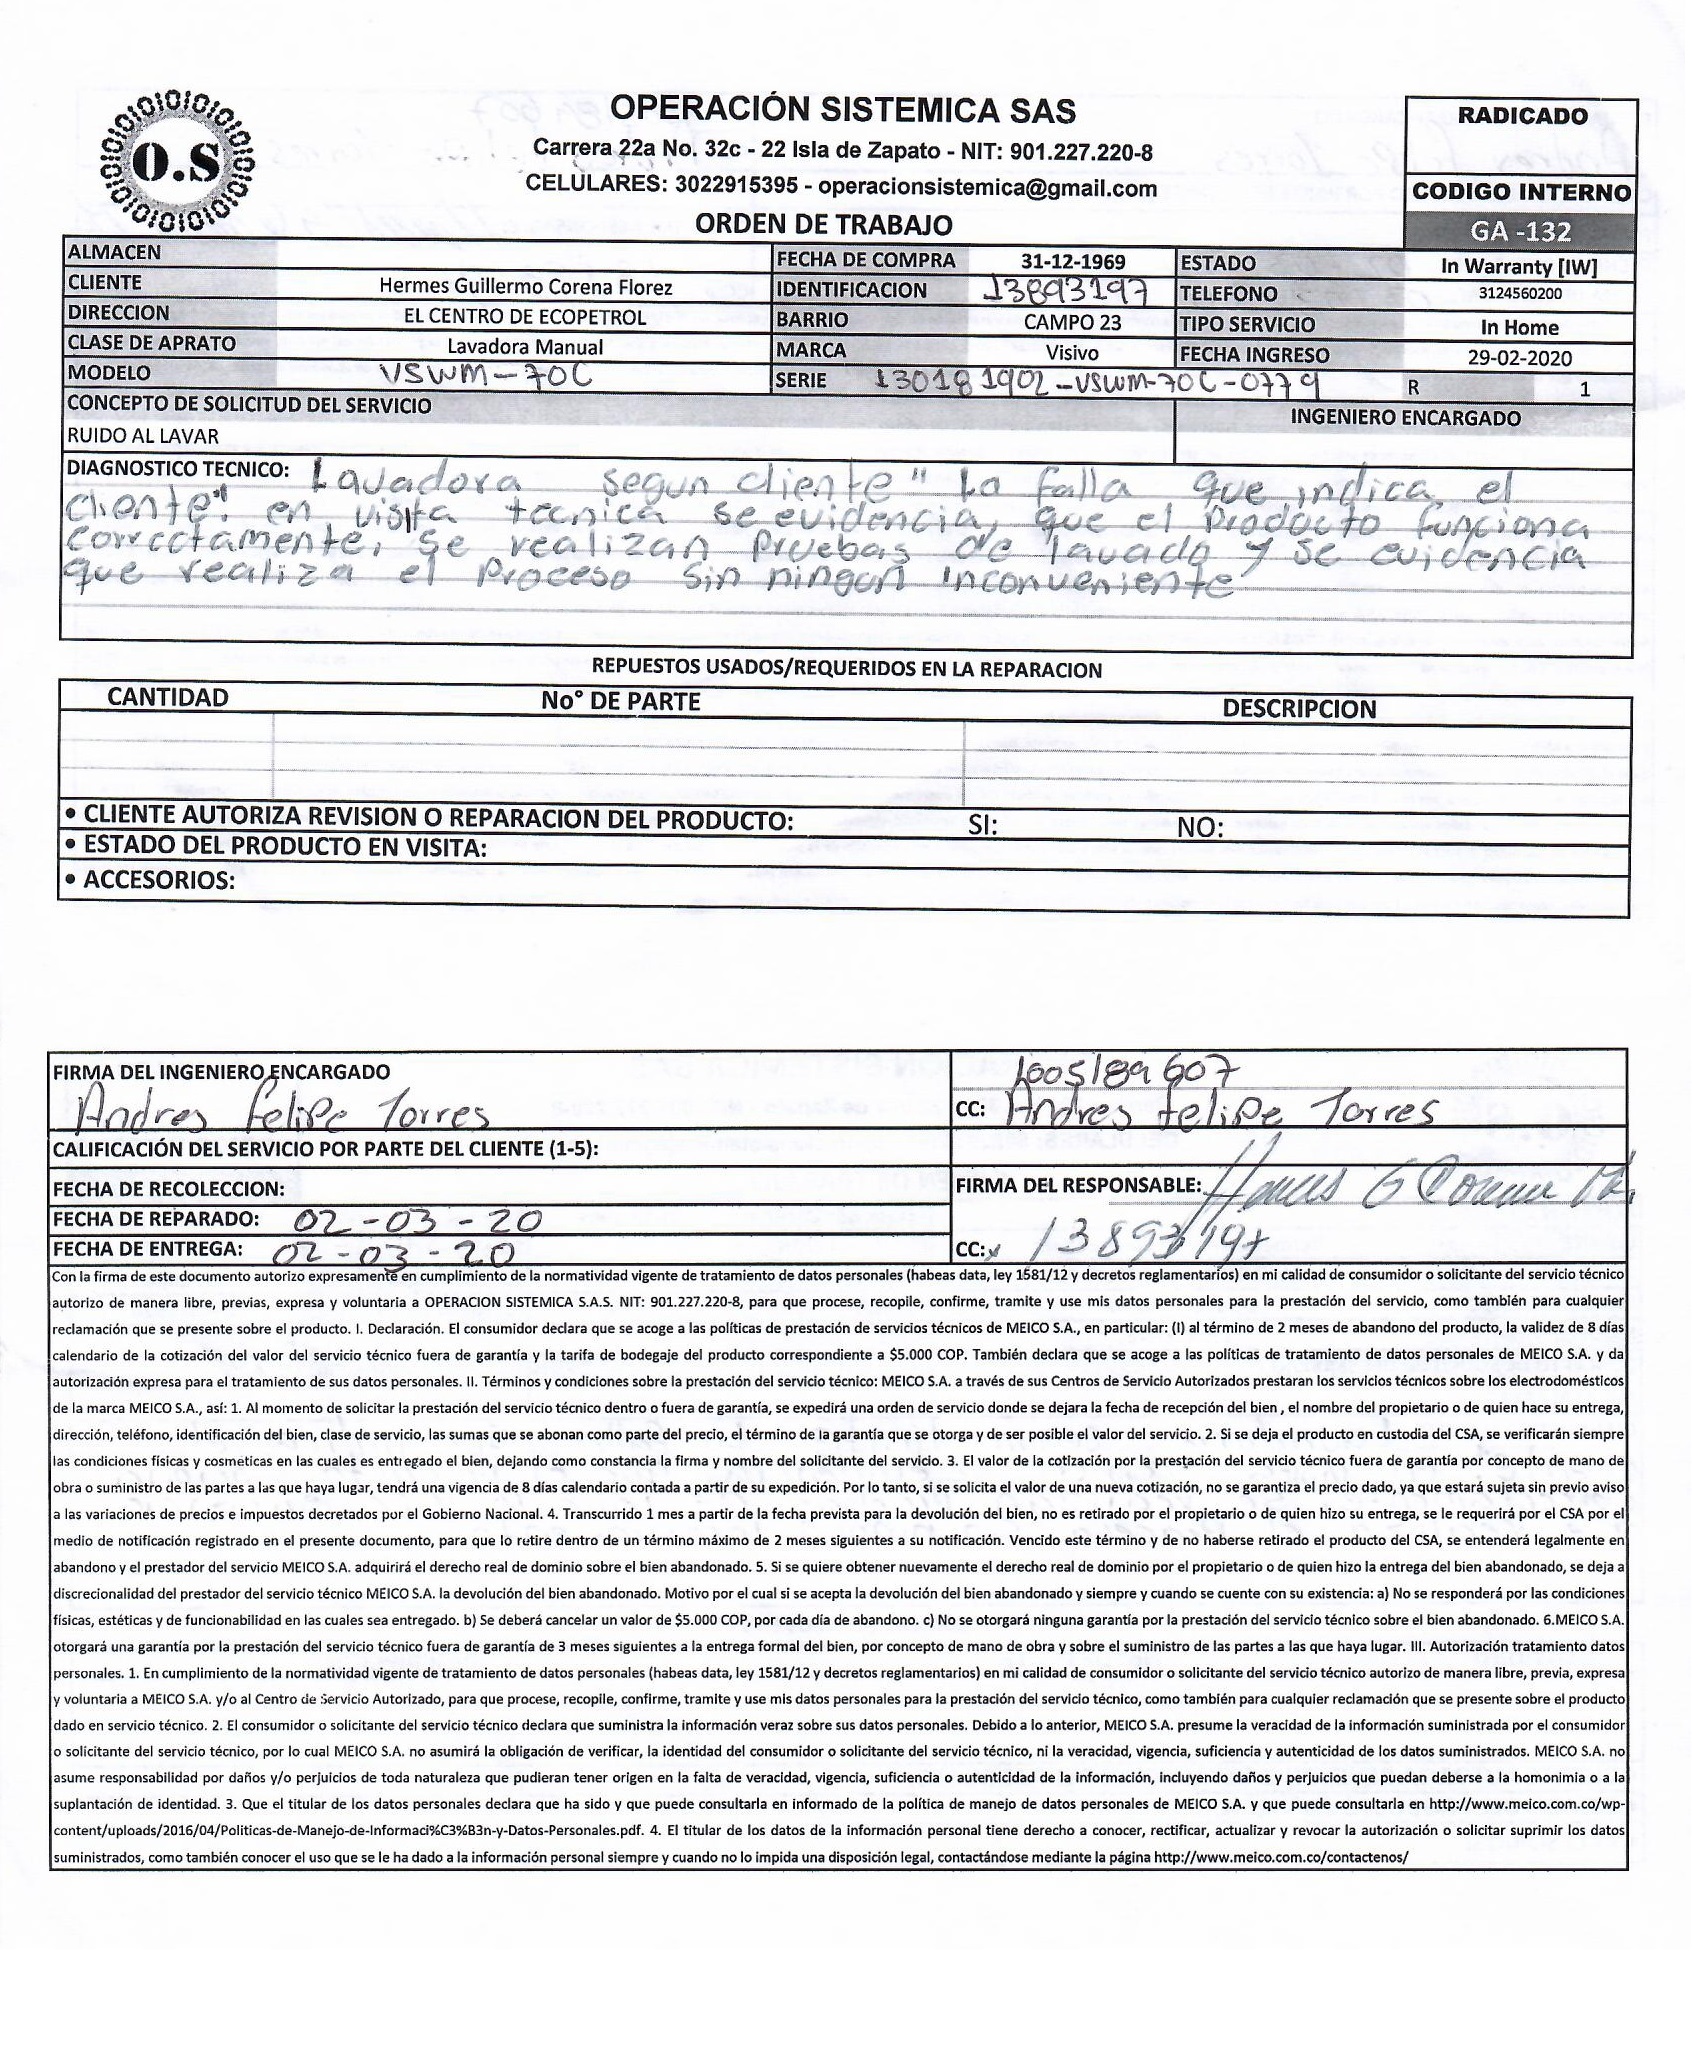 O.S
OPERACIÓN SISTEMICA SAS
Carrera 22a No. 32c - 22 Isla de Zapato - NIT: 901.227.220-8
CELULARES: 3022915395 - operacionsistemica@gmail.com
ORDEN DE TRABAJO
RADICADO
CODIGO INTERNO
GA -132
ALMACEN FECHA DE COMPRA 31-12-1969 ESTADO In Warranty [IW]
CLIENTE Hermes Guillermo Corena Florez IDENTIFICACION 13893197 TELEFONO 3124560200
DIRECCION EL CENTRO DE ECOPETROL BARRIO CAMPO 23 TIPO SERVICIO In Home
CLASE DE APRATO Lavadora Manual MARCA Visivo FECHA INGRESO 29-02-2020
MODELO VSWM-70C SERIE 130181902-VSWM-70C-0779 R 1
CONCEPTO DE SOLICITUD DEL SERVICIO INGENIERO ENCARGADO
RUIDO AL LAVAR
DIAGNOSTICO TECNICO: Lavadora segun cliente " la falla que indica el
cliente" en visita tecnica se evidencia, que el Producto funciona
correctamente, se realizan pruebas de lavado y se evidencia
que realiza el proceso sin ningun inconveniente
REPUESTOS USADOS/REQUERIDOS EN LA REPARACION
CANTIDAD No° DE PARTE DESCRIPCION
• CLIENTE AUTORIZA REVISION O REPARACION DEL PRODUCTO: SI: NO:
• ESTADO DEL PRODUCTO EN VISITA:
• ACCESORIOS:
FIRMA DEL INGENIERO ENCARGADO 1005189607
Andres Felipe Torres CC: Andres Felipe Torres
CALIFICACIÓN DEL SERVICIO POR PARTE DEL CLIENTE (1-5):
FECHA DE RECOLECCION: FIRMA DEL RESPONSABLE:
FECHA DE REPARADO: 02-03-20
FECHA DE ENTREGA: 02-03-20 CC: 13893197
Con la firma de este documento autorizo expresamente en cumplimiento de la normatividad vigente de tratamiento de datos personales (habeas data, ley 1581/12 y decretos reglamentarios) en mi calidad de consumidor o solicitante del servicio técnico
autorizo de manera libre, previas, expresa y voluntaria a OPERACION SISTEMICA S.A.S. NIT: 901.227.220-8, para que procese, recopile, confirme, tramite y use mis datos personales para la prestación del servicio, como también para cualquier
reclamación que se presente sobre el producto. I. Declaración. El consumidor declara que se acoge a las políticas de prestación de servicios técnicos de MEICO S.A., en particular: (I) al término de 2 meses de abandono del producto, la validez de 8 días
calendario de la cotización del valor del servicio técnico fuera de garantía y la tarifa de bodegaje del producto correspondiente a $5.000 COP. También declara que se acoge a las políticas de tratamiento de datos personales de MEICO S.A. y da
autorización expresa para el tratamiento de sus datos personales. II. Términos y condiciones sobre la prestación del servicio técnico: MEICO S.A. a través de sus Centros de Servicio Autorizados prestaran los servicios técnicos sobre los electrodomésticos
de la marca MEICO S.A., así: 1. Al momento de solicitar la prestación del servicio técnico dentro o fuera de garantía, se expedirá una orden de servicio donde se dejara la fecha de recepción del bien , el nombre del propietario o de quien hace su entrega,
dirección, teléfono, identificación del bien, clase de servicio, las sumas que se abonan como parte del precio, el término de la garantía que se otorga y de ser posible el valor del servicio. 2. Si se deja el producto en custodia del CSA, se verificarán siempre
las condiciones físicas y cosmeticas en las cuales es entregado el bien, dejando como constancia la firma y nombre del solicitante del servicio. 3. El valor de la cotización por la prestación del servicio técnico fuera de garantía por concepto de mano de
obra o suministro de las partes a las que haya lugar, tendrá una vigencia de 8 días calendario contada a partir de su expedición. Por lo tanto, si se solicita el valor de una nueva cotización, no se garantiza el precio dado, ya que estará sujeta sin previo aviso
a las variaciones de precios e impuestos decretados por el Gobierno Nacional. 4. Transcurrido 1 mes a partir de la fecha prevista para la devolución del bien, no es retirado por el propietario o de quien hizo su entrega, se le requerirá por el CSA por el
medio de notificación registrado en el presente documento, para que lo retire dentro de un término máximo de 2 meses siguientes a su notificación. Vencido este término y de no haberse retirado el producto del CSA, se entenderá legalmente en
abandono y el prestador del servicio MEICO S.A. adquirirá el derecho real de dominio sobre el bien abandonado. 5. Si se quiere obtener nuevamente el derecho real de dominio por el propietario o de quien hizo la entrega del bien abandonado, se deja a
discrecionalidad del prestador del servicio técnico MEICO S.A. la devolución del bien abandonado. Motivo por el cual si se acepta la devolución del bien abandonado y siempre y cuando se cuente con su existencia: a) No se responderá por las condiciones
físicas, estéticas y de funcionabilidad en las cuales sea entregado. b) Se deberá cancelar un valor de $5.000 COP, por cada día de abandono. c) No se otorgará ninguna garantía por la prestación del servicio técnico sobre el bien abandonado. 6.MEICO S.A.
otorgará una garantía por la prestación del servicio técnico fuera de garantía de 3 meses siguientes a la entrega formal del bien, por concepto de mano de obra y sobre el suministro de las partes a las que haya lugar. III. Autorización tratamiento datos
personales. 1. En cumplimiento de la normatividad vigente de tratamiento de datos personales (habeas data, ley 1581/12 y decretos reglamentarios) en mi calidad de consumidor o solicitante del servicio técnico autorizo de manera libre, previa, expresa
y voluntaria a MEICO S.A. y/o al Centro de Servicio Autorizado, para que procese, recopile, confirme, tramite y use mis datos personales para la prestación del servicio técnico, como también para cualquier reclamación que se presente sobre el producto
dado en servicio técnico. 2. El consumidor o solicitante del servicio técnico declara que suministra la información veraz sobre sus datos personales. Debido a lo anterior, MEICO S.A. presume la veracidad de la información suministrada por el consumidor
o solicitante del servicio técnico, por lo cual MEICO S.A. no asumirá la obligación de verificar, la identidad del consumidor o solicitante del servicio técnico, ni la veracidad, vigencia, suficiencia y autenticidad de los datos suministrados. MEICO S.A. no
asume responsabilidad por daños y/o perjuicios de toda naturaleza que pudieran tener origen en la falta de veracidad, vigencia, suficiencia o autenticidad de la información, incluyendo daños y perjuicios que puedan deberse a la homonimia o a la
suplantación de identidad. 3. Que el titular de los datos personales declara que ha sido y que puede consultarla en informado de la política de manejo de datos personales de MEICO S.A. y que puede consultarla en http://www.meico.com.co/wp-
content/uploads/2016/04/Politicas-de-Manejo-de-Informaci%C3%B3n-y-Datos-Personales.pdf. 4. El titular de los datos de la información personal tiene derecho a conocer, rectificar, actualizar y revocar la autorización o solicitar suprimir los datos
suministrados, como también conocer el uso que se le ha dado a la información personal siempre y cuando no lo impida una disposición legal, contactándose mediante la página http://www.meico.com.co/contactenos/